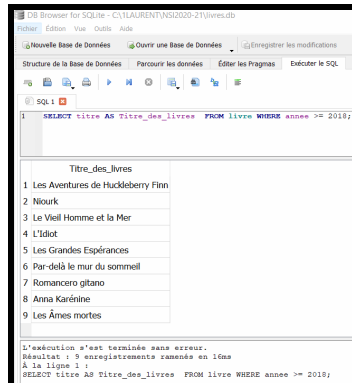 DB Browser for SQLite - C:\1LAURENT\NSI2020-21\livres.db
Fichier Édition Vue Outils Aide
Nouvelle Base de Données Ouvrir une Base de Données Enregistrer les modifications
Structure de la Base de Données Parcourir les données Éditer les Pragmas Exécuter le SQL
SQL 1
1 SELECT titre AS Titre_des_livres FROM livre WHERE annee >= 2018;
Titre_des_livres
1 Les Aventures de Huckleberry Finn
2 Niourk
3 Le Vieil Homme et la Mer
4 L'Idiot
5 Les Grandes Espérances
6 Par-delà le mur du sommeil
7 Romancero gitano
8 Anna Karénine
9 Les Âmes mortes
L'exécution s'est terminée sans erreur.
Résultat : 9 enregistrements ramenés en 16ms
À la ligne 1 :
SELECT titre AS Titre_des_livres FROM livre WHERE annee >= 2018;